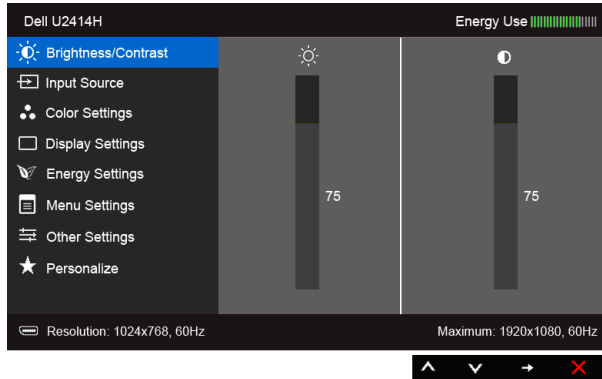 Dell U2414H
Energy Use
Brightness/Contrast
Input Source
Color Settings
Display Settings
Energy Settings
Menu Settings
Other Settings
Personalize
75
75
Resolution: 1024x768, 60Hz
Maximum: 1920x1080, 60Hz